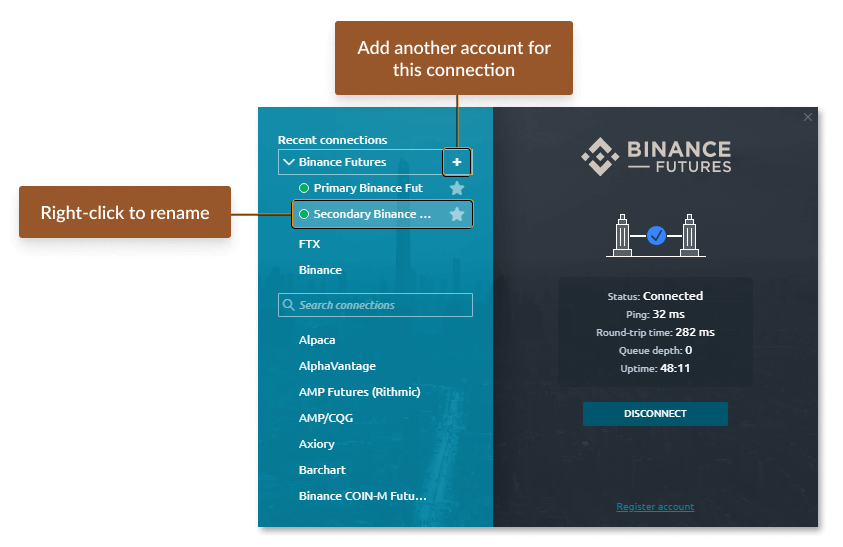 Add another account for
this connection
Recent connections
Binance Futures
+
Primary Binance Fut
Right-click to rename
Secondary Binance ...
FTX
Binance
Search connections
Alpaca
AlphaVantage
AMP Futures (Rithmic)
AMP/CQG
Axiory
Barchart
Binance COIN-M Futu...
BINANCE
FUTURES
Status: Connected
Ping: 32 ms
Round-trip time: 282 ms
Queue depth: 0
Uptime: 48:11
DISCONNECT
Register account